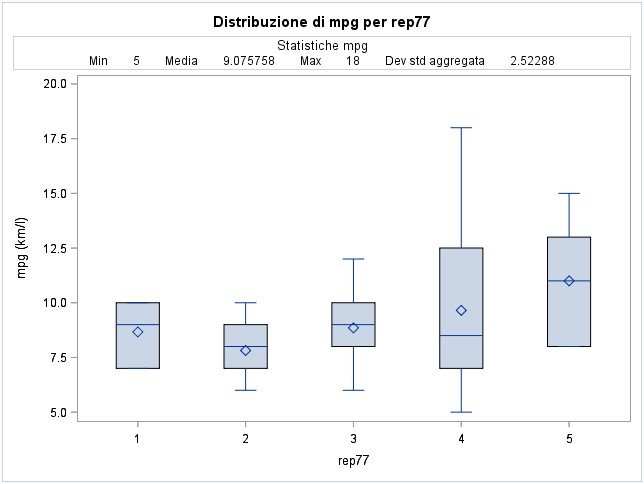 Distribuzione di mpg per rep77
Statistiche mpg
Min 5 Media 9.075758 Max 18 Dev std aggregata 2.52288
20.0
17.5
15.0
12.5
10.0
7.5
5.0
mpg (km/l)
1 2 3 4 5
rep77